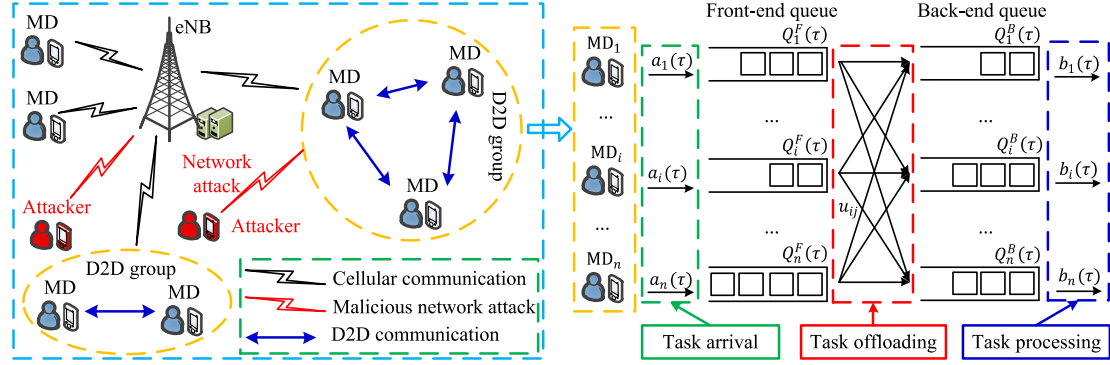 MD
eNB
MD
MD
MD
MD
D2D group
Network
attack
Attacker
Attacker
D2D group
MD
MD
Cellular communication
Malicious network attack
D2D communication
Front-end queue
Back-end queue
MD₁
a₁(τ)
Q₁ᶠ(τ)
Q₁ᴮ(τ)
b₁(τ)
...
...
...
MDᵢ
aᵢ(τ)
Qᵢᶠ(τ)
uᵢⱼ
Qᵢᴮ(τ)
bᵢ(τ)
...
...
...
MDₙ
aₙ(τ)
Qₙᶠ(τ)
Qₙᴮ(τ)
bₙ(τ)
Task arrival
Task offloading
Task processing